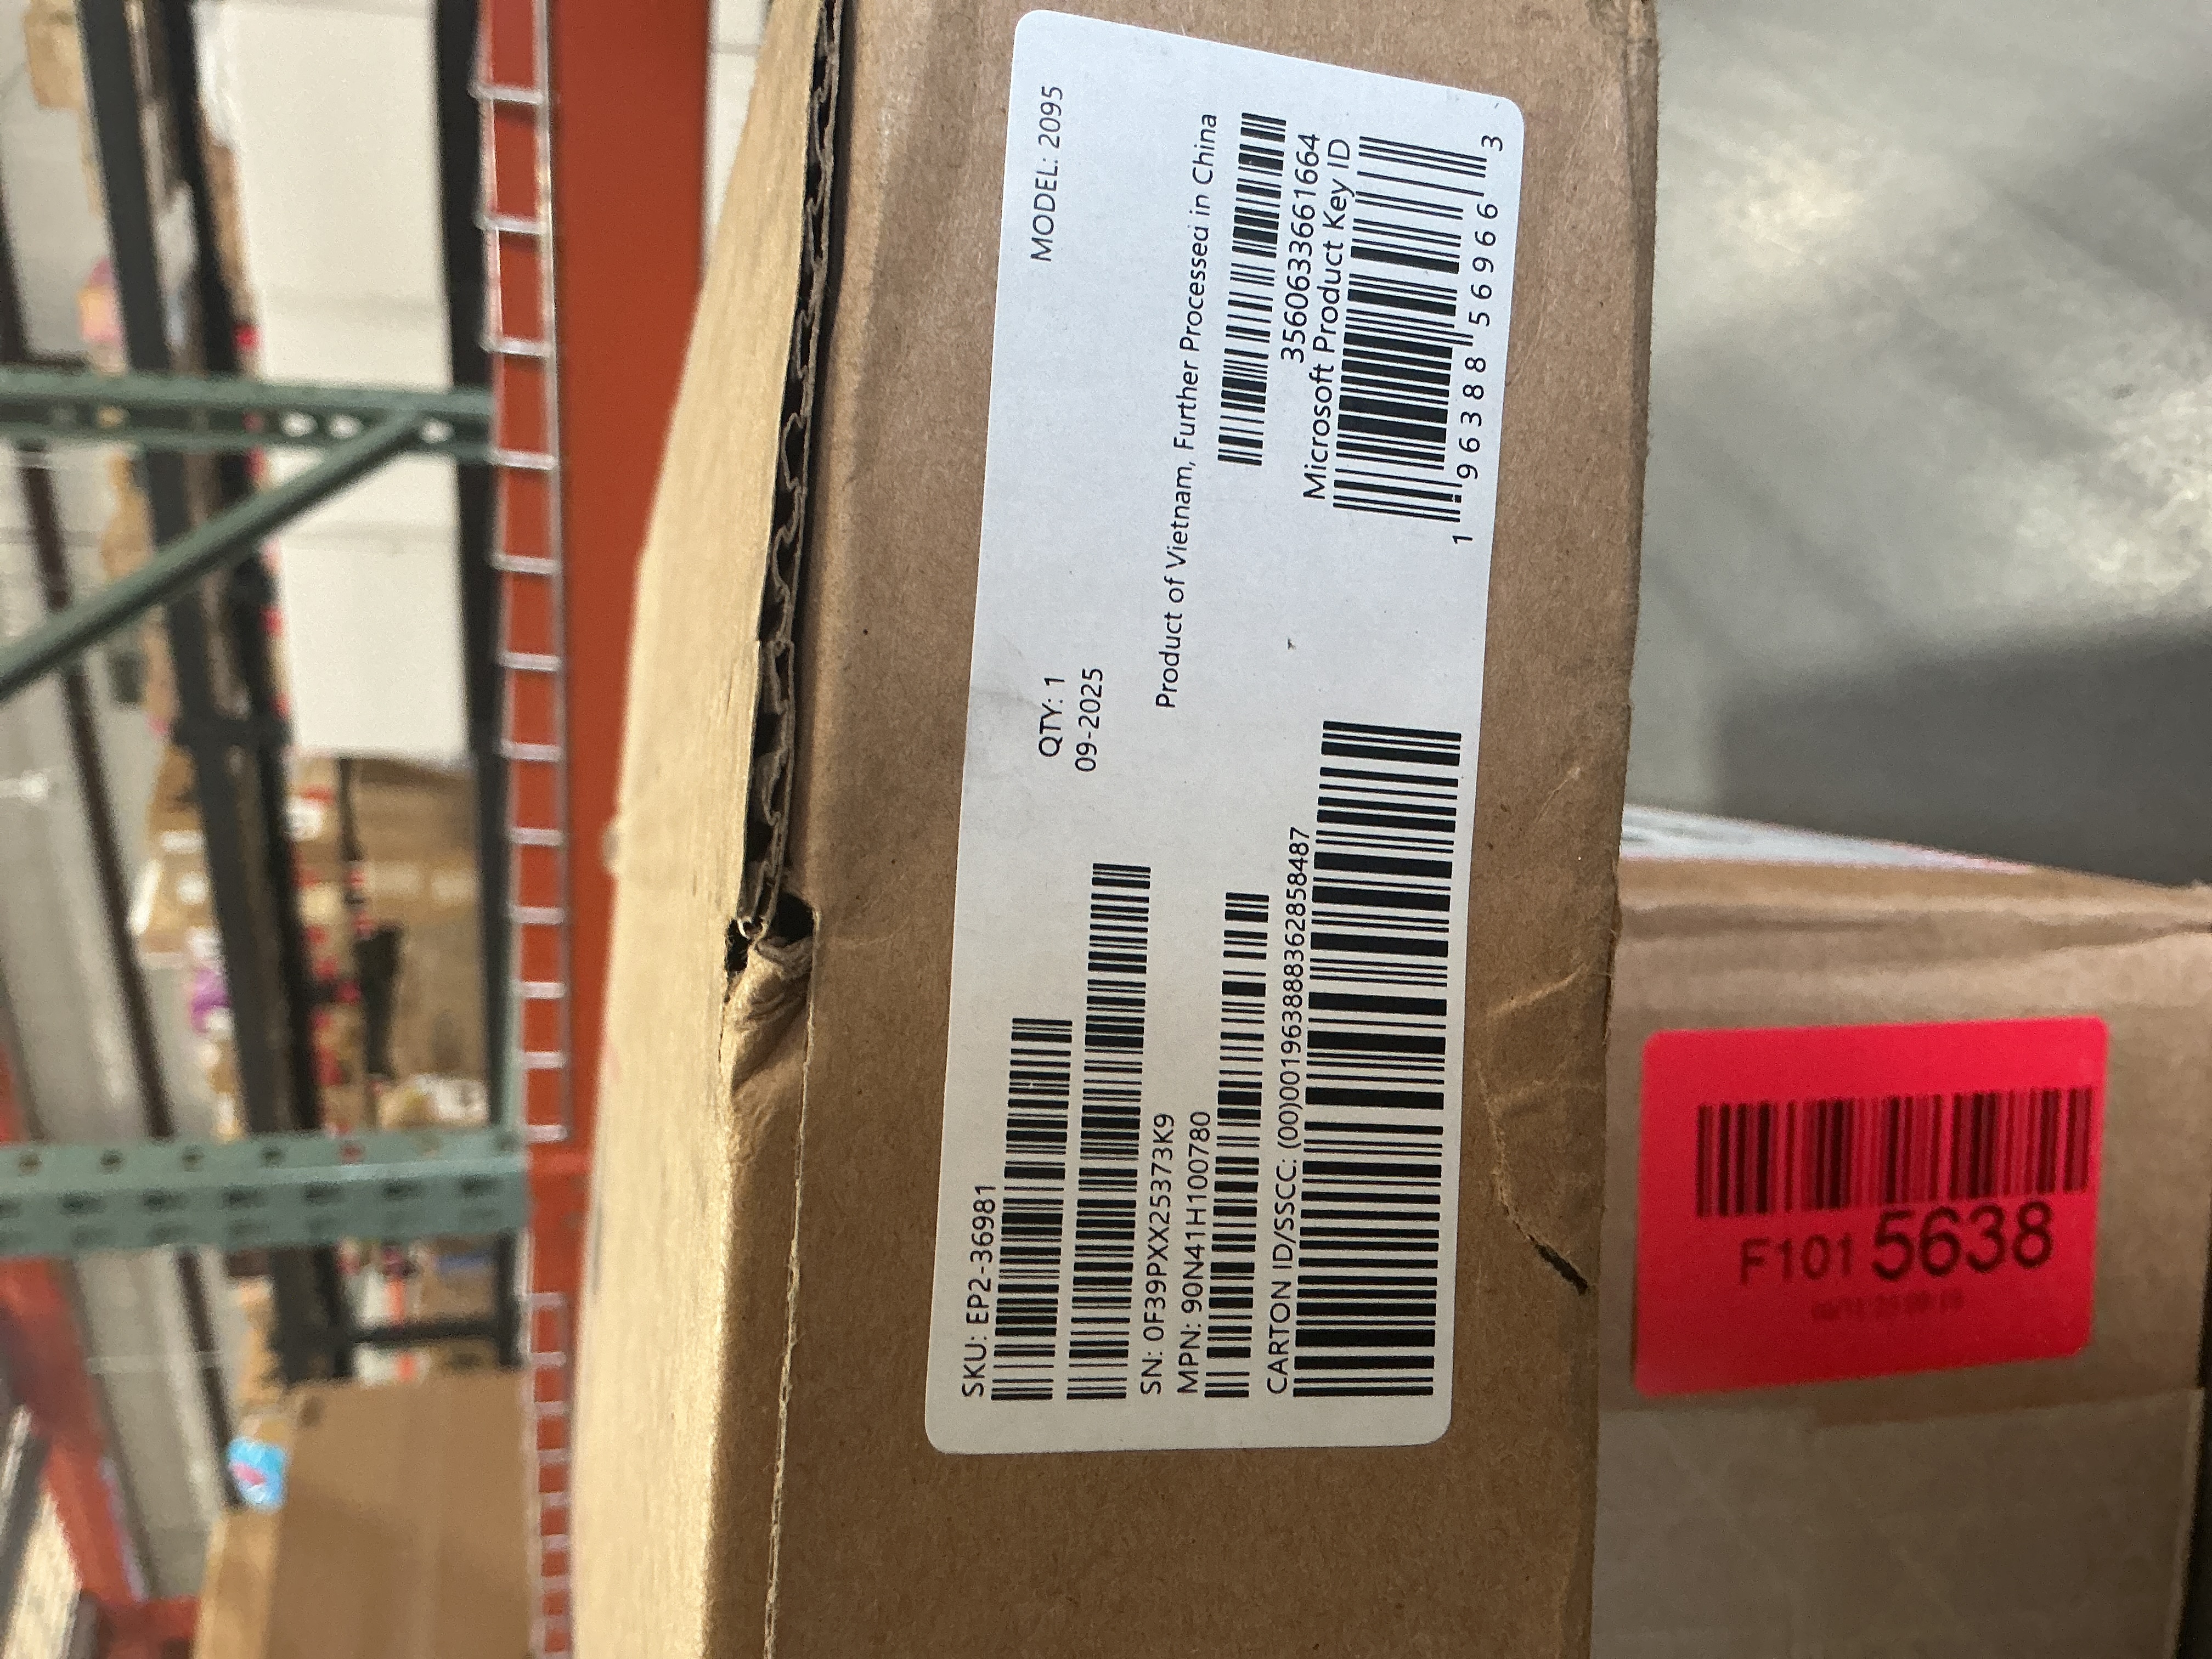 SKU: EP2-36981
QTY: 1
MODEL: 2095
09-2025
SN: 0F39PXX25373K9
MPN: 90N41H100780
Product of Vietnam, Further Processed in China
CARTON ID/SSCC: (00)001963888362858487
3560633661664
Microsoft Product Key ID
1 96388 56966 3
F101 5638